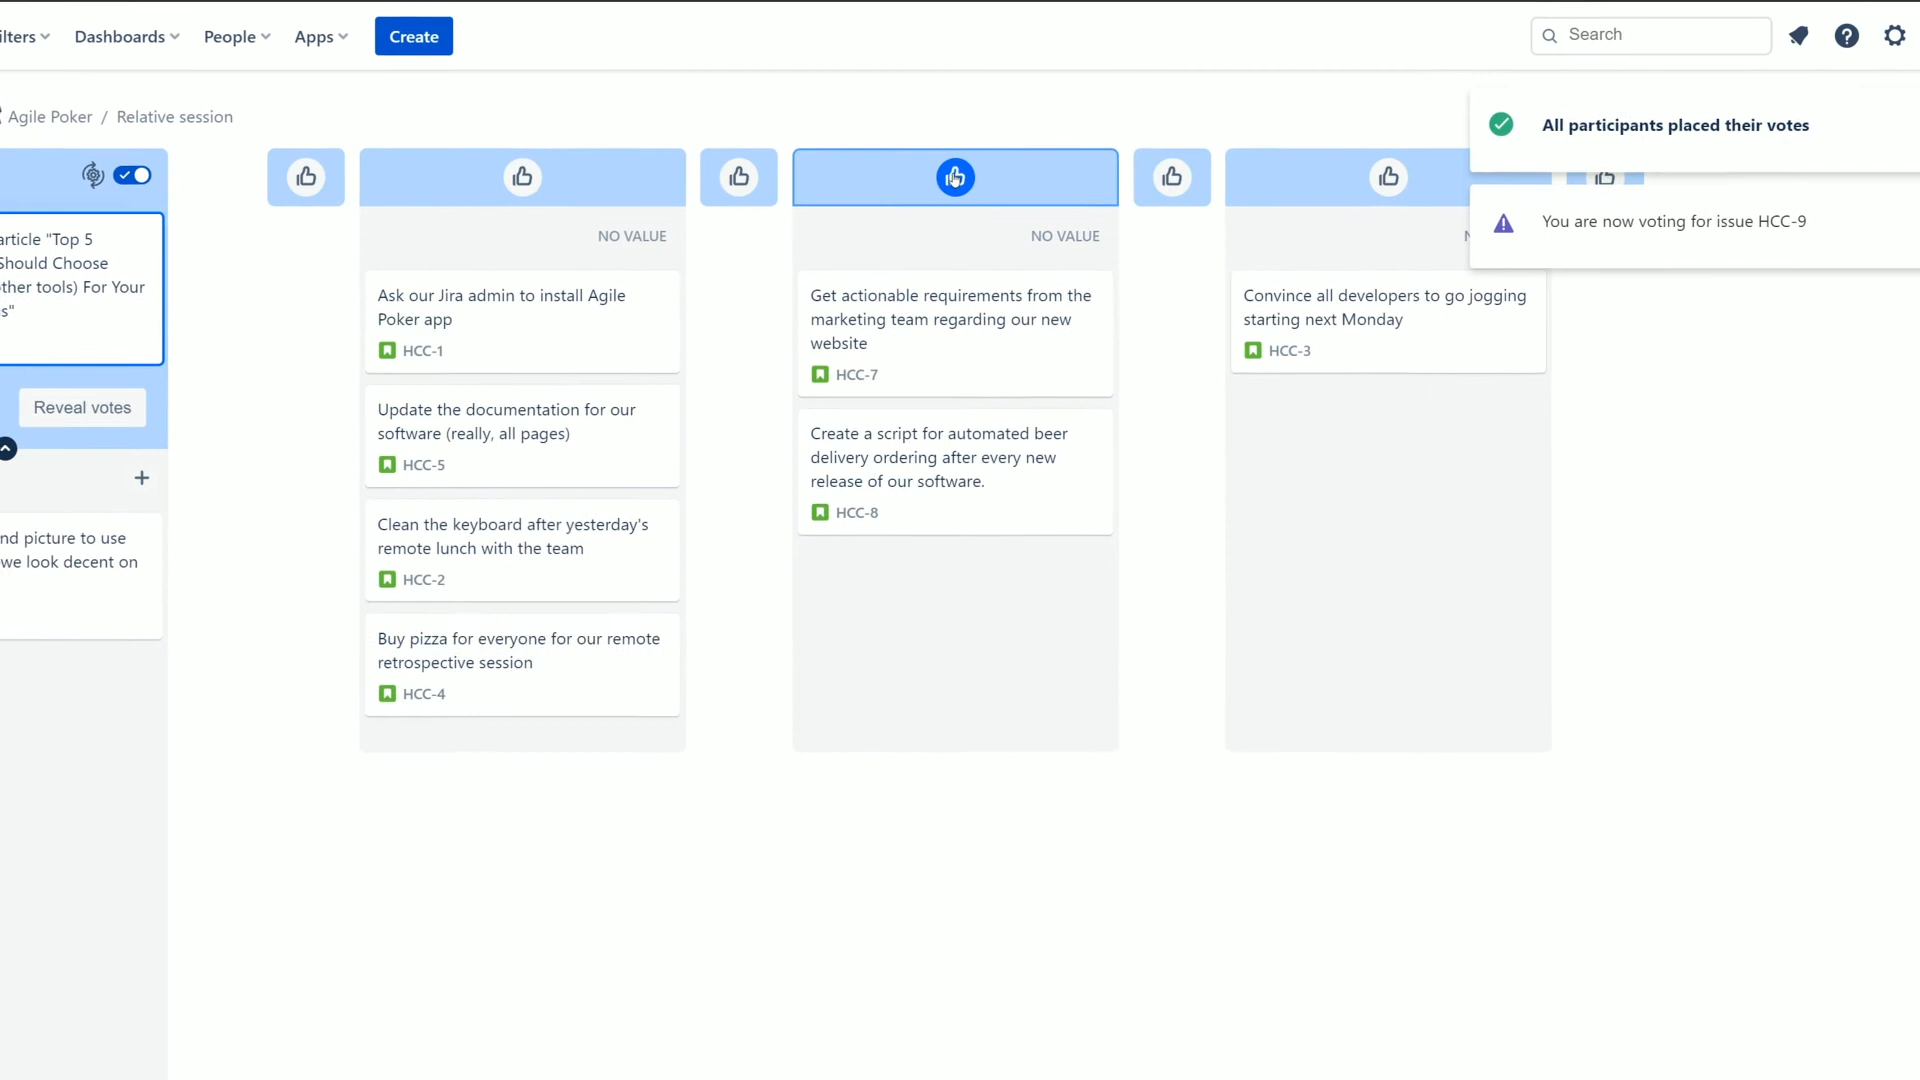 ilters
Dashboards
People
Apps
Create
Search
Agile Poker / Relative session
All participants placed their votes
You are now voting for issue HCC-9
article "Top 5
Should Choose
ther tools) For Your
s"
Reveal votes
nd picture to use
we look decent on
NO VALUE
Ask our Jira admin to install Agile
Poker app
HCC-1
Update the documentation for our
software (really, all pages)
HCC-5
Clean the keyboard after yesterday's
remote lunch with the team
HCC-2
Buy pizza for everyone for our remote
retrospective session
HCC-4
NO VALUE
Get actionable requirements from the
marketing team regarding our new
website
HCC-7
Create a script for automated beer
delivery ordering after every new
release of our software.
HCC-8
Convince all developers to go jogging
starting next Monday
HCC-3